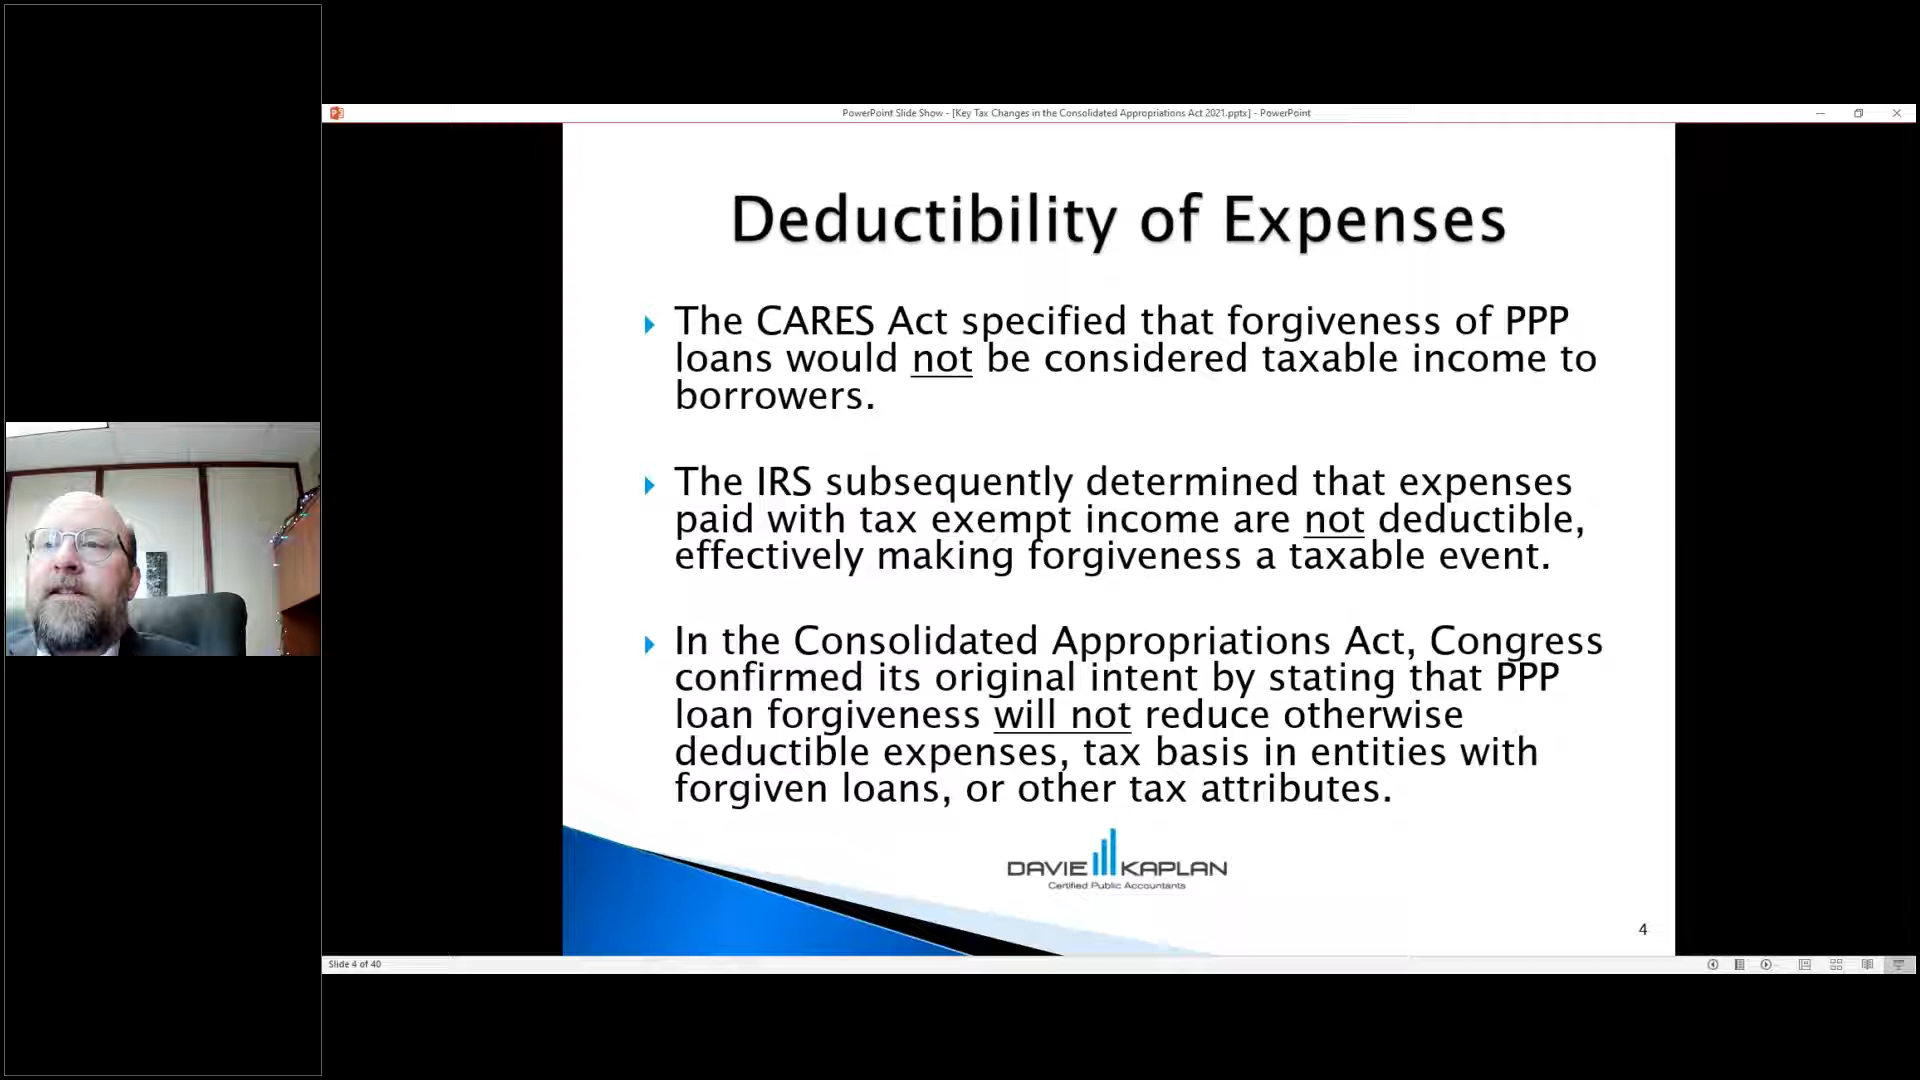 PowerPoint Slide Show - [Key Tax Changes in the Consolidated Appropriations Act 2021.pptx] - PowerPoint
Deductibility of Expenses
The CARES Act specified that forgiveness of PPP
loans would not be considered taxable income to
borrowers.
The IRS subsequently determined that expenses
paid with tax exempt income are not deductible,
effectively making forgiveness a taxable event.
In the Consolidated Appropriations Act, Congress
confirmed its original intent by stating that PPP
loan forgiveness will not reduce otherwise
deductible expenses, tax basis in entities with
forgiven loans, or other tax attributes.
DAVIE KAPLAN
Certified Public Accountants
4
Slide 4 of 40